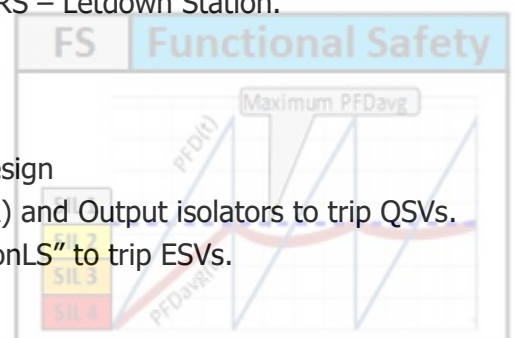 RS – Letdown Station.
FS Functional Safety
Maximum PFDavg
PFD(t)
esign
) and Output isolators to trip QSVs.
SIL 2
onLS” to trip ESVs.
SIL 3
SIL 4